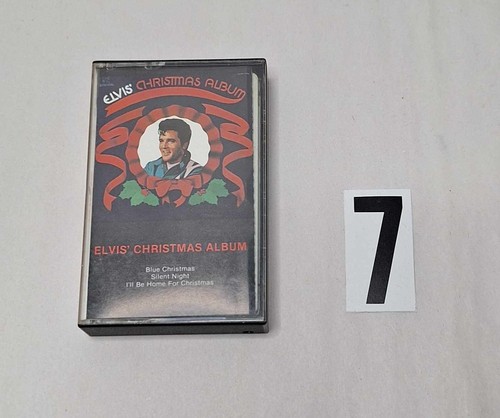 ELVIS' CHRISTMAS ALBUM
ELVIS' CHRISTMAS ALBUM
Blue Christmas
Silent Night
I'll Be Home For Christmas
7